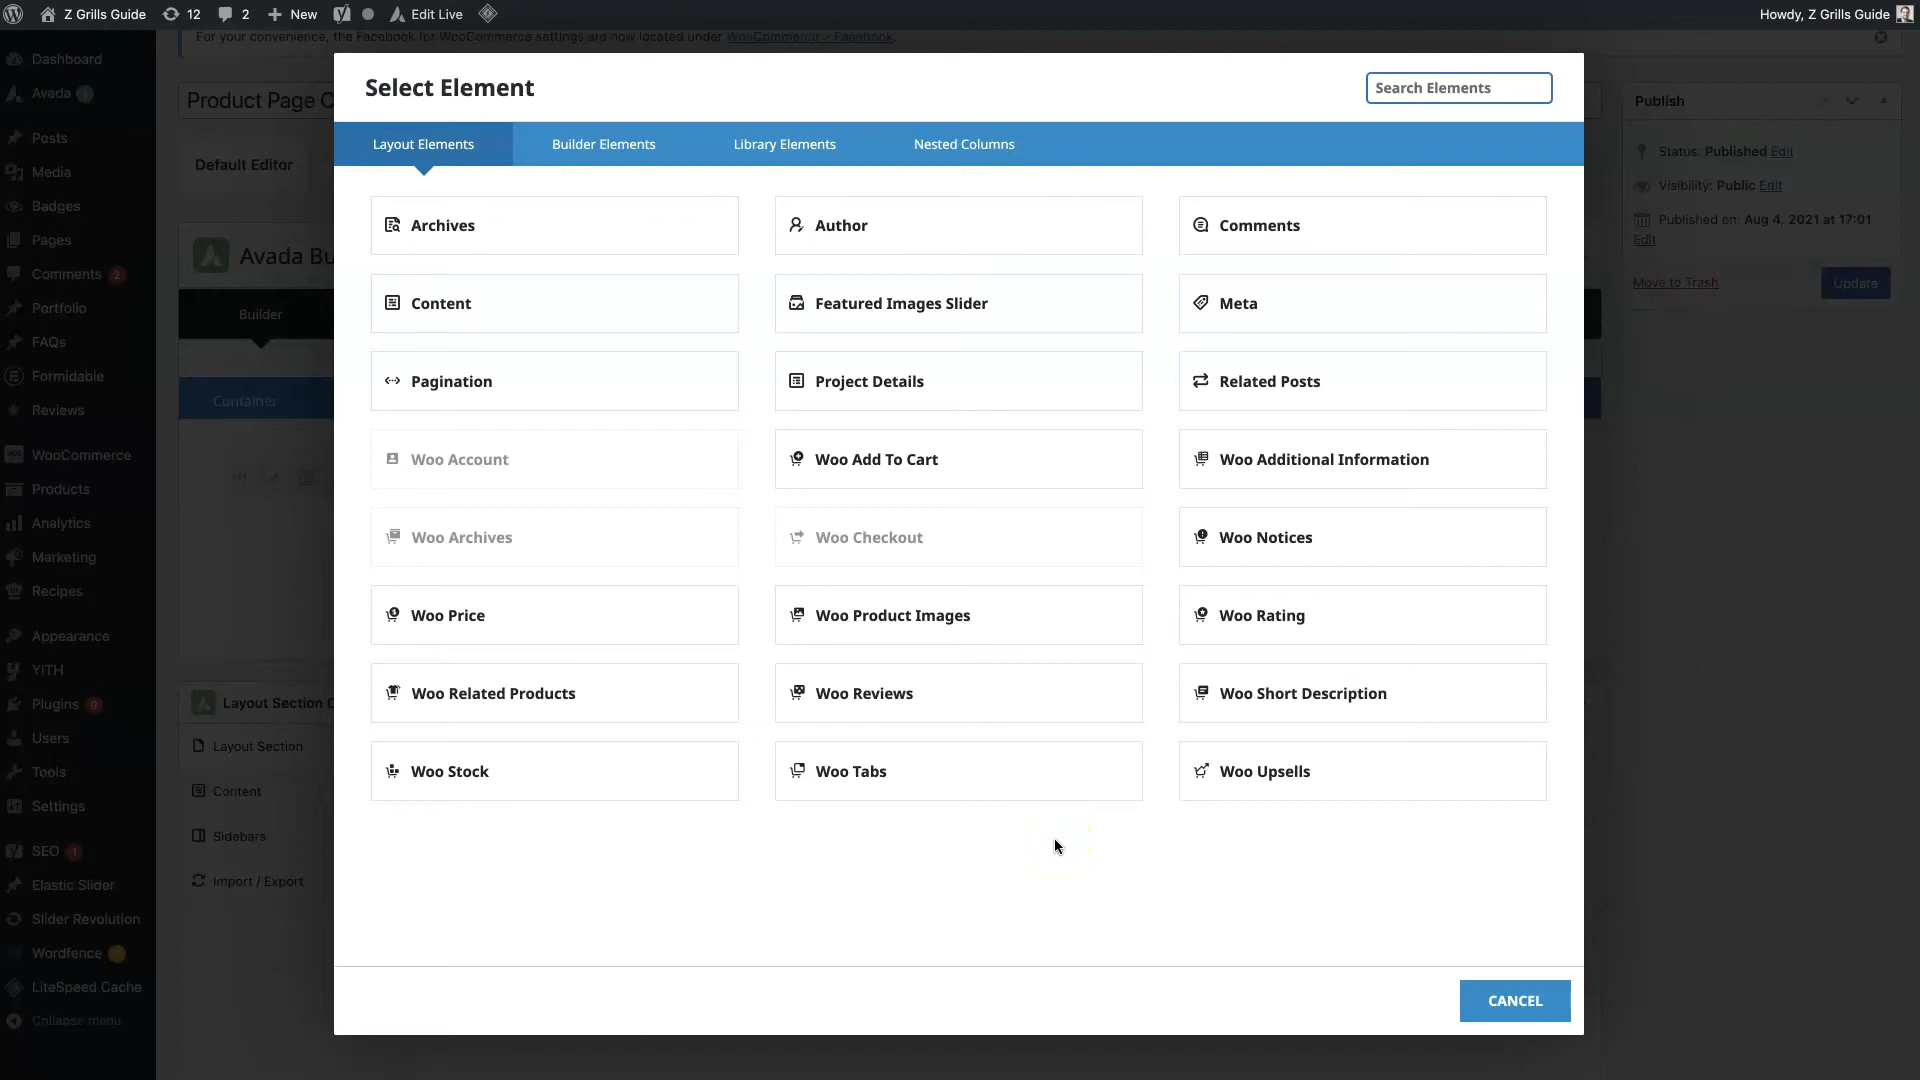 Z Grills Guide 12 2 New Edit Live Howdy, Z Grills Guide
For your convenience, the Facebook for WooCommerce settings are now located under WooCommerce > Facebook.
Dashboard
Avada 1
Posts
Media
Badges
Pages
Comments 2
Portfolio
FAQs
Formidable
Reviews
WooCommerce
Products
Analytics
Marketing
Recipes
Appearance
YITH
Plugins 9
Users
Tools
Settings
SEO 1
Elastic Slider
Slider Revolution
Wordfence
LiteSpeed Cache
Collapse menu
Product Page
Default Editor
Avada Bu
Builder
Container
Layout Section
Layout Section
Content
Sidebars
Import / Export
Select Element
Search Elements
Layout Elements Builder Elements Library Elements Nested Columns
Archives Author Comments
Content Featured Images Slider Meta
Pagination Project Details Related Posts
Woo Account Woo Add To Cart Woo Additional Information
Woo Archives Woo Checkout Woo Notices
Woo Price Woo Product Images Woo Rating
Woo Related Products Woo Reviews Woo Short Description
Woo Stock Woo Tabs Woo Upsells
CANCEL
Publish
Status: Published Edit
Visibility: Public Edit
Published on: Aug 4, 2021 at 17:01
Edit
Move to Trash Update